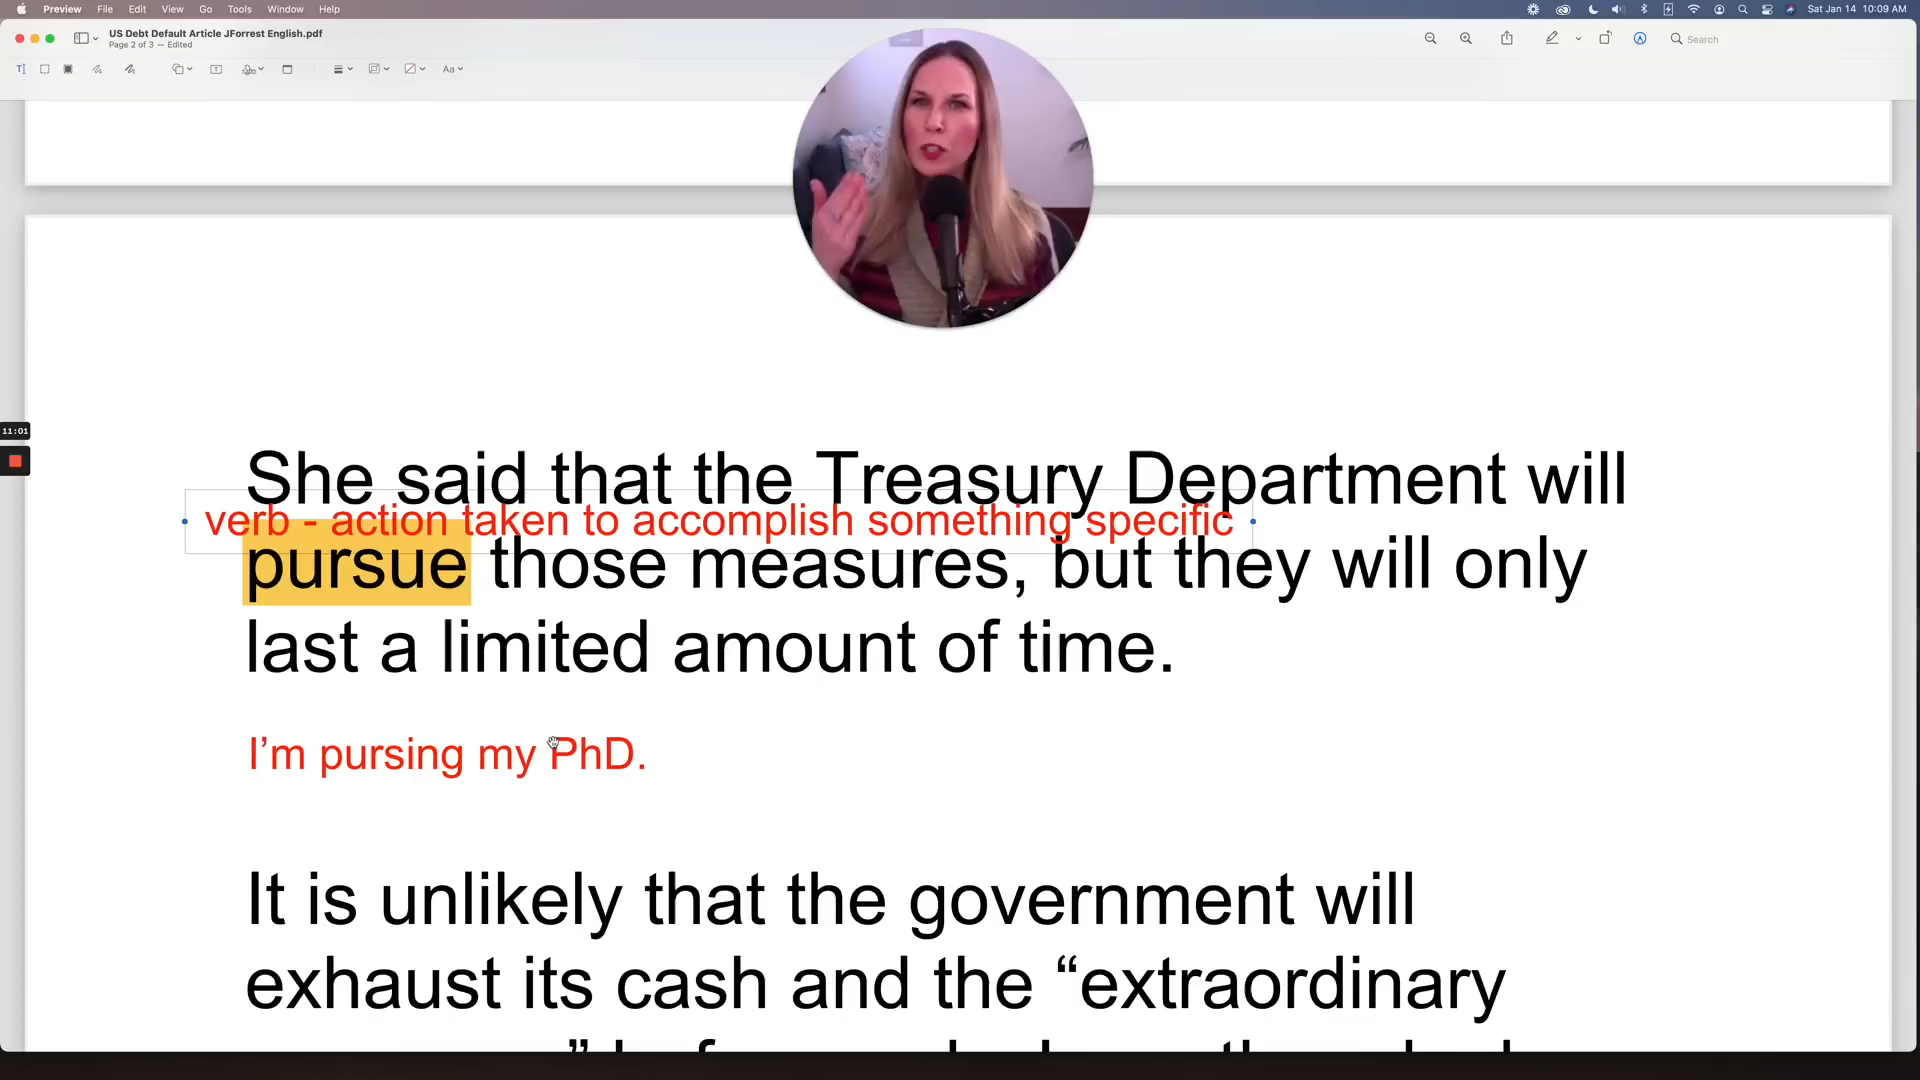 Preview File Edit View Go Tools Window Help
Sat Jan 14 10:09 AM
US Debt Default Article JForrest English.pdf
Page 2 of 3 — Edited
Search
Aa
11:01
She said that the Treasury Department will
verb - action taken to accomplish something specific
pursue those measures, but they will only
last a limited amount of time.
I’m pursing my PhD.
It is unlikely that the government will
exhaust its cash and the “extraordinary